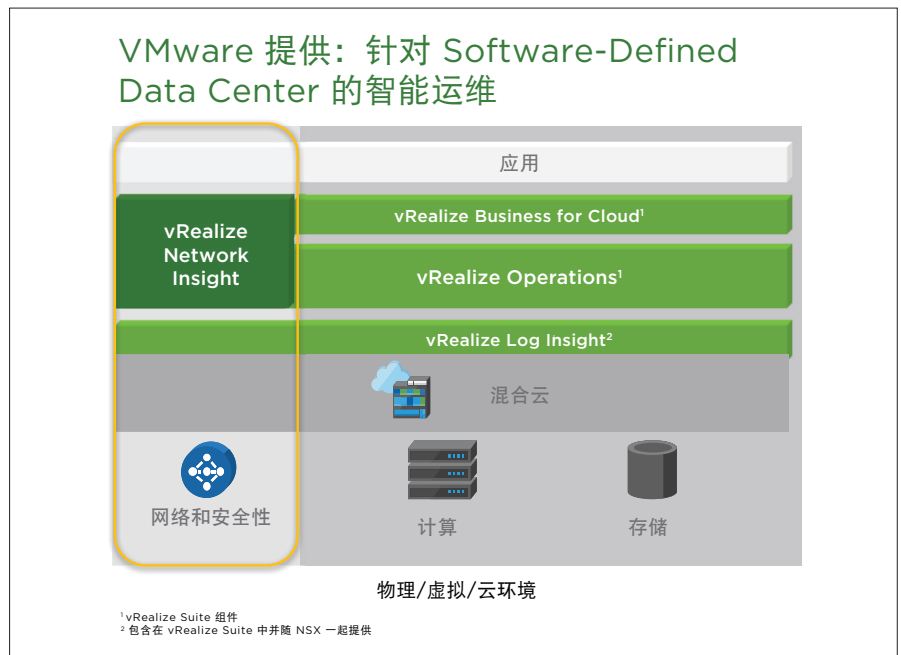 VMware 提供：针对 Software-Defined
Data Center 的智能运维
应用
vRealize
Network
Insight
vRealize Business for Cloud¹
vRealize Operations¹
vRealize Log Insight²
混合云
网络和安全性
计算
存储
物理/虚拟/云环境
¹ vRealize Suite 组件
² 包含在 vRealize Suite 中并随 NSX 一起提供